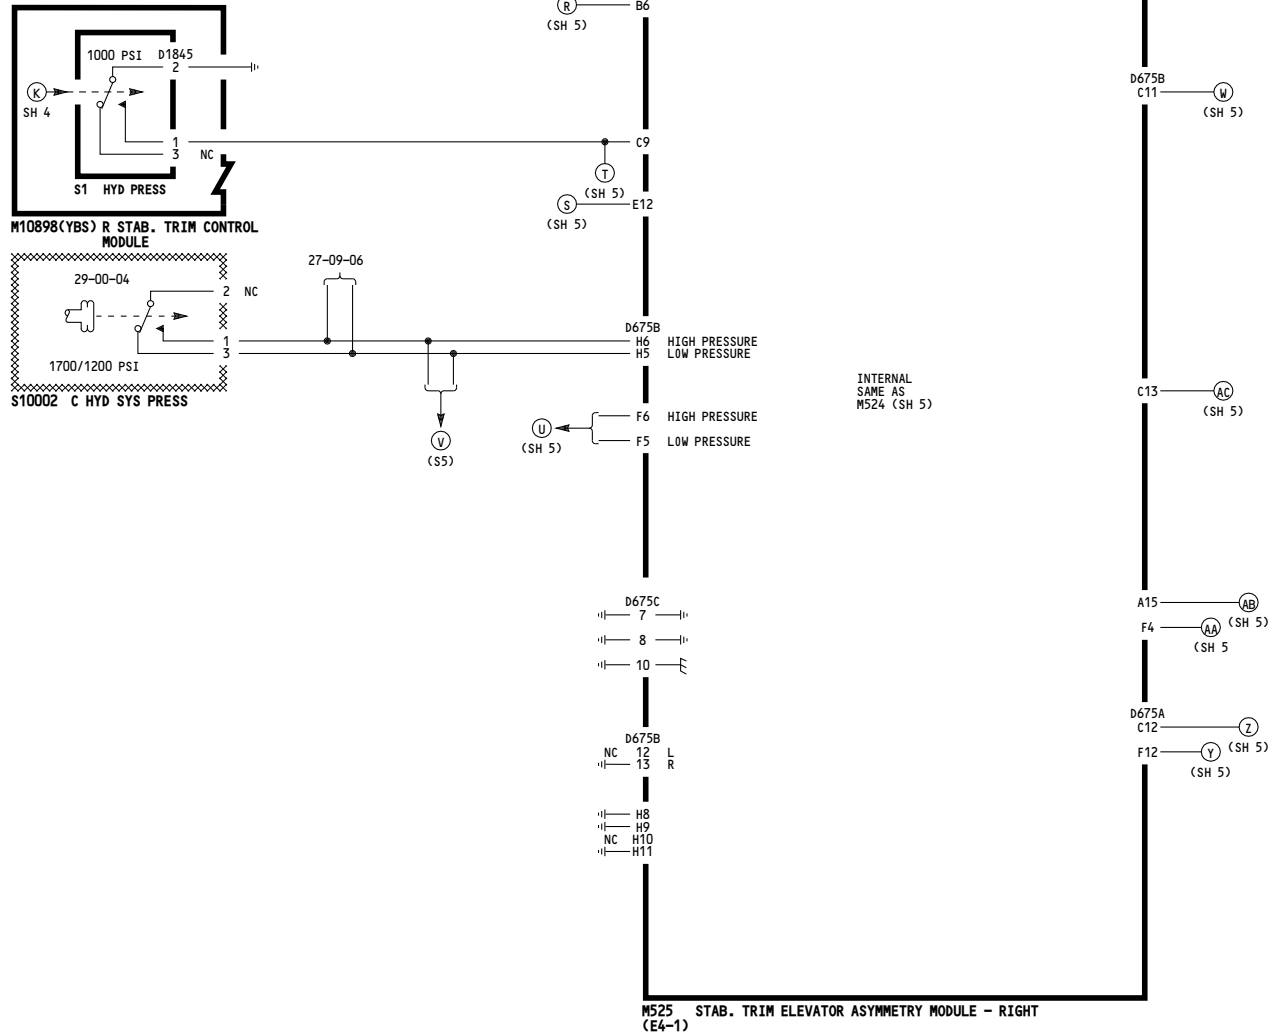 R B6
(SH 5)
1000 PSI D1845
2
K
SH 4
1
3 NC
S1 HYD PRESS
M10898(YBS) R STAB. TRIM CONTROL
MODULE
C9
T
(SH 5)
S E12
(SH 5)
29-00-04
2 NC
1
3
1700/1200 PSI
S10002 C HYD SYS PRESS
27-09-06
D675B
H6 HIGH PRESSURE
H5 LOW PRESSURE
V
(S5)
U
(SH 5)
F6 HIGH PRESSURE
F5 LOW PRESSURE
INTERNAL
SAME AS
M524 (SH 5)
D675B
C11 W
(SH 5)
C13 AC
(SH 5)
D675C
7
8
10
A15 AB
(SH 5)
F4 AA
(SH 5
D675B
NC 12 L
13 R
D675A
C12 Z
(SH 5)
F12 Y
(SH 5)
H8
H9
NC H10
H11
M525 STAB. TRIM ELEVATOR ASYMMETRY MODULE - RIGHT
(E4-1)